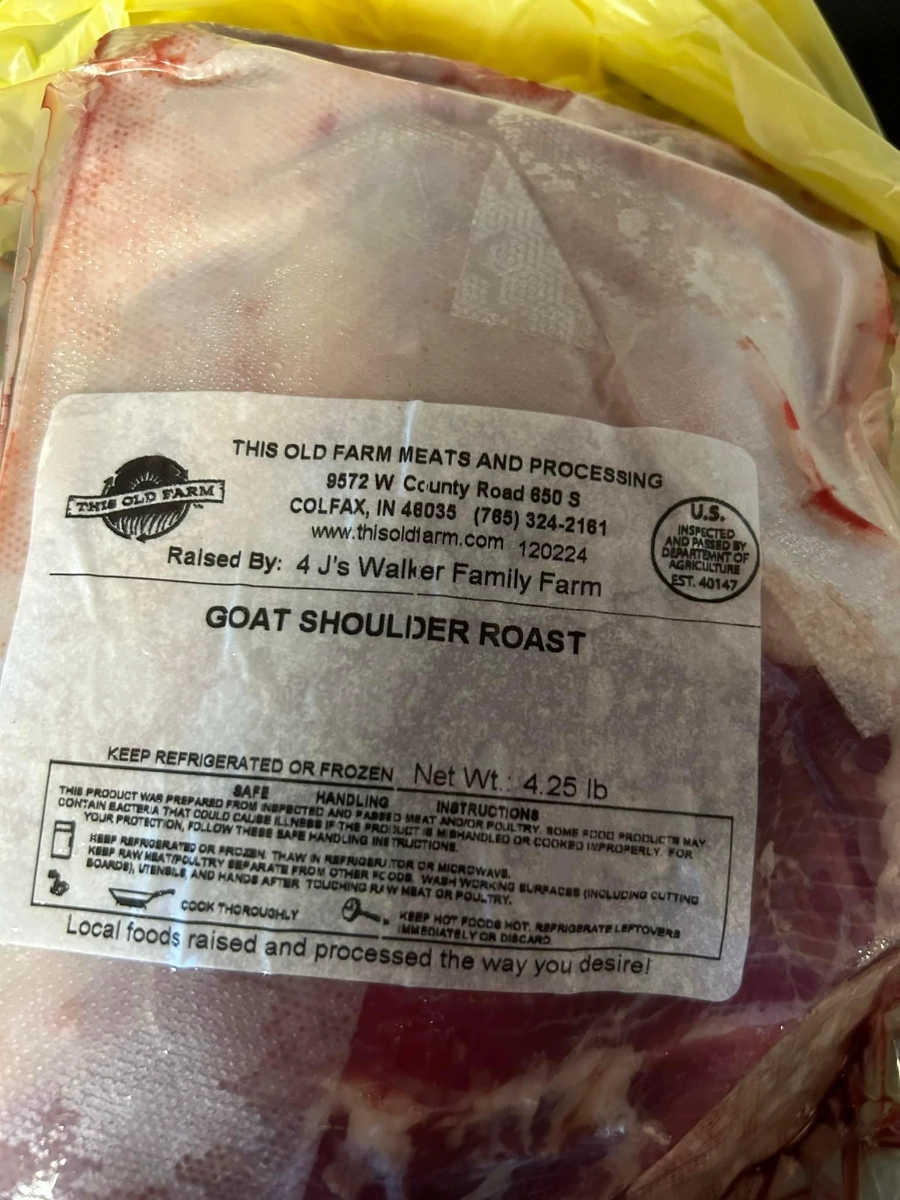 THIS OLD FARM MEATS AND PROCESSING
9572 W County Road 650 S
COLFAX, IN 46035 (765) 324-2161
www.thisoldfarm.com 120224
Raised By: 4 J's Walker Family Farm
THIS OLD FARM
U.S.
INSPECTED
AND PASSED BY
DEPARTMNT OF
AGRICULTURE
EST. 40147
GOAT SHOULDER ROAST
KEEP REFRIGERATED OR FROZEN Net Wt.: 4.25 lb
SAFE HANDLING INSTRUCTIONS
THIS PRODUCT WAS PREPARED FROM INSPECTED AND PASSED MEAT AND/OR POULTRY. SOME FOOD PRODUCTS MAY
CONTAIN BACTERIA THAT COULD CAUSE ILLNESS IF THE PRODUCT IS MISHANDLED OR COOKED IMPROPERLY. FOR
YOUR PROTECTION, FOLLOW THESE SAFE HANDLING INSTRUCTIONS.
KEEP REFRIGERATED OR FROZEN. THAW IN REFRIGERATOR OR MICROWAVE.
KEEP RAW MEAT/POULTRY SEPARATE FROM OTHER FOODS. WASH WORKING SURFACES (INCLUDING CUTTING
BOARDS), UTENSILS, AND HANDS AFTER TOUCHING RAW MEAT OR POULTRY.
COOK THOROUGHLY
KEEP HOT FOODS HOT. REFRIGERATE LEFTOVERS
IMMEDIATELY OR DISCARD
Local foods raised and processed the way you desire!